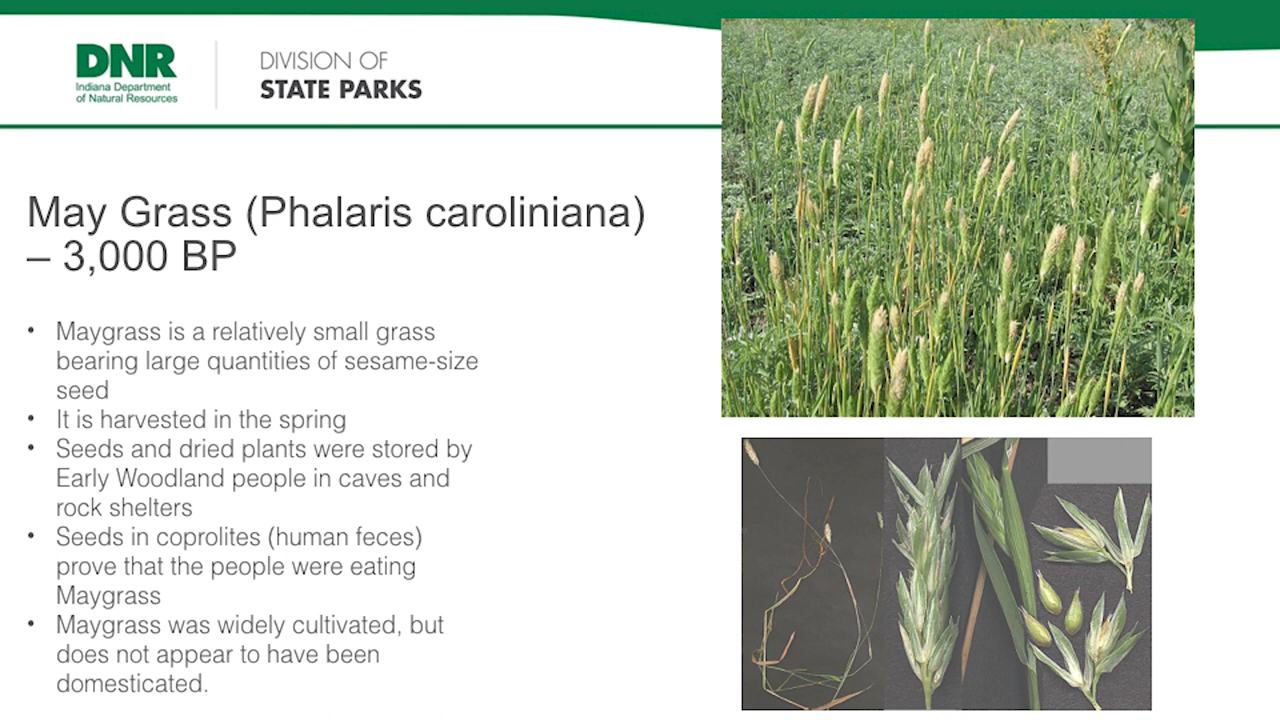 DNR
Indiana Department
of Natural Resources
DIVISION OF
STATE PARKS
May Grass (Phalaris caroliniana)
– 3,000 BP
• Maygrass is a relatively small grass
bearing large quantities of sesame-size
seed
• It is harvested in the spring
• Seeds and dried plants were stored by
Early Woodland people in caves and
rock shelters
• Seeds in coprolites (human feces)
prove that the people were eating
Maygrass
• Maygrass was widely cultivated, but
does not appear to have been
domesticated.